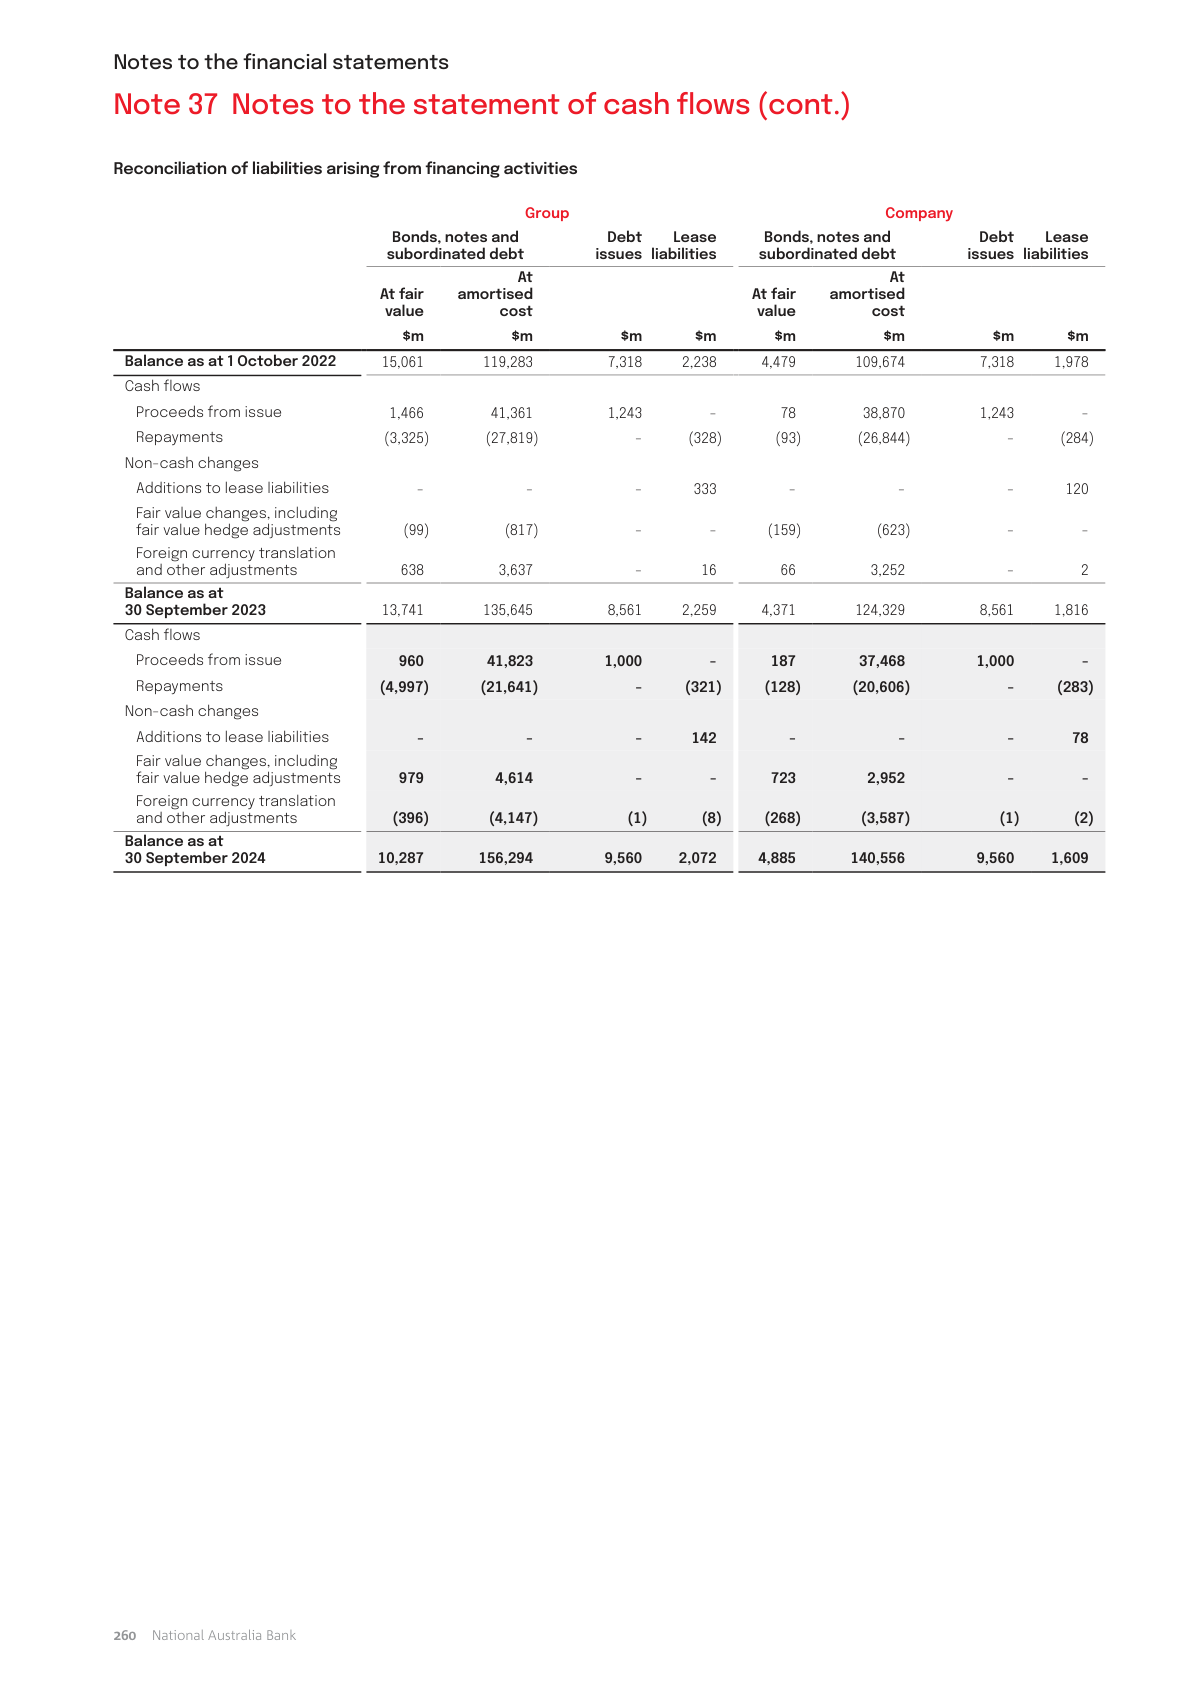 Notes to the financial statements
Note 37 Notes to the statement of cash flows (cont.)
Reconciliation of liabilities arising from financing activities
Group Company
Bonds, notes and Debt Lease Bonds, notes and Debt Lease
subordinated debt issues liabilities subordinated debt issues liabilities
At At
At fair amortised At fair amortised
value cost value cost
$m $m $m $m $m $m $m $m
Balance as at 1 October 2022 15,061 119,283 7,318 2,238 4,479 109,674 7,318 1,978
Cash flows
Proceeds from issue 1,466 41,361 1,243 – 78 38,870 1,243 –
Repayments (3,325) (27,819) – (328) (93) (26,844) – (284)
Non-cash changes
Additions to lease liabilities – – – 333 – – – 120
Fair value changes, including
fair value hedge adjustments (99) (817) – – (159) (623) – –
Foreign currency translation
and other adjustments 638 3,637 – 16 66 3,252 – 2
Balance as at
30 September 2023 13,741 135,645 8,561 2,259 4,371 124,329 8,561 1,816
Cash flows
Proceeds from issue 960 41,823 1,000 – 187 37,468 1,000 –
Repayments (4,997) (21,641) – (321) (128) (20,606) – (283)
Non-cash changes
Additions to lease liabilities – – – 142 – – – 78
Fair value changes, including
fair value hedge adjustments 979 4,614 – – 723 2,952 – –
Foreign currency translation
and other adjustments (396) (4,147) (1) (8) (268) (3,587) (1) (2)
Balance as at
30 September 2024 10,287 156,294 9,560 2,072 4,885 140,556 9,560 1,609
260 National Australia Bank